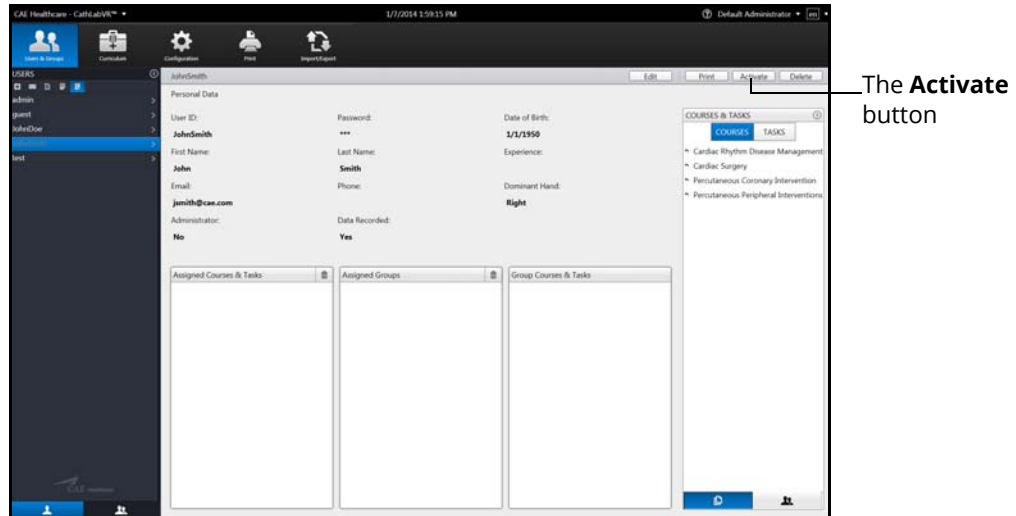 CAE Healthcare - CathLabVR™
1/7/2014 1:59:15 PM
Default Administrator
en
Users & Groups
Curriculum
Configuration
Print
Import/Export
USERS
admin
guest
JohnDoe
JohnSmith
test
JohnSmith
Edit
Print
Activate
Delete
Personal Data
User ID:
Password:
Date of Birth:
JohnSmith
***
1/1/1950
First Name:
Last Name:
Experience:
John
Smith
Email:
Phone:
Dominant Hand:
jsmith@cae.com
Right
Administrator:
Data Recorded:
No
Yes
Assigned Courses & Tasks
Assigned Groups
Group Courses & Tasks
COURSES & TASKS
COURSES
TASKS
Cardiac Rhythm Disease Management
Cardiac Surgery
Percutaneous Coronary Intervention
Percutaneous Peripheral Interventions
CAE Healthcare
The Activate
button